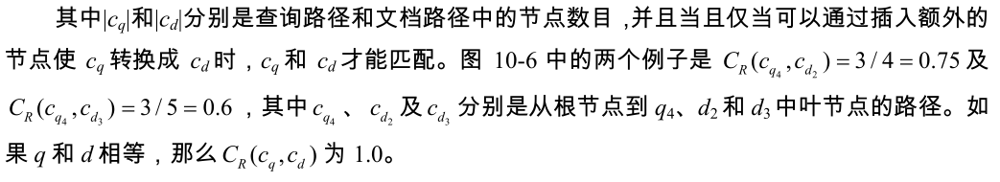 其中|c_q|和|c_d|分别是查询路径和文档路径中的节点数目 ,并且当且仅当可以通过插入额外的
节点使 c_q 转换成 c_d 时，c_q 和 c_d 才能匹配。图 10-6 中的两个例子是 C_R(c_{q_4}, c_{d_2}) = 3/4 = 0.75 及
C_R(c_{q_4}, c_{d_3}) = 3/5 = 0.6 ，其中 c_{q_4} 、 c_{d_2} 及 c_{d_3} 分别是从根节点到 q_4、d_2 和 d_3 中叶节点的路径。如
果 q 和 d 相等，那么 C_R(c_q, c_d) 为 1.0。